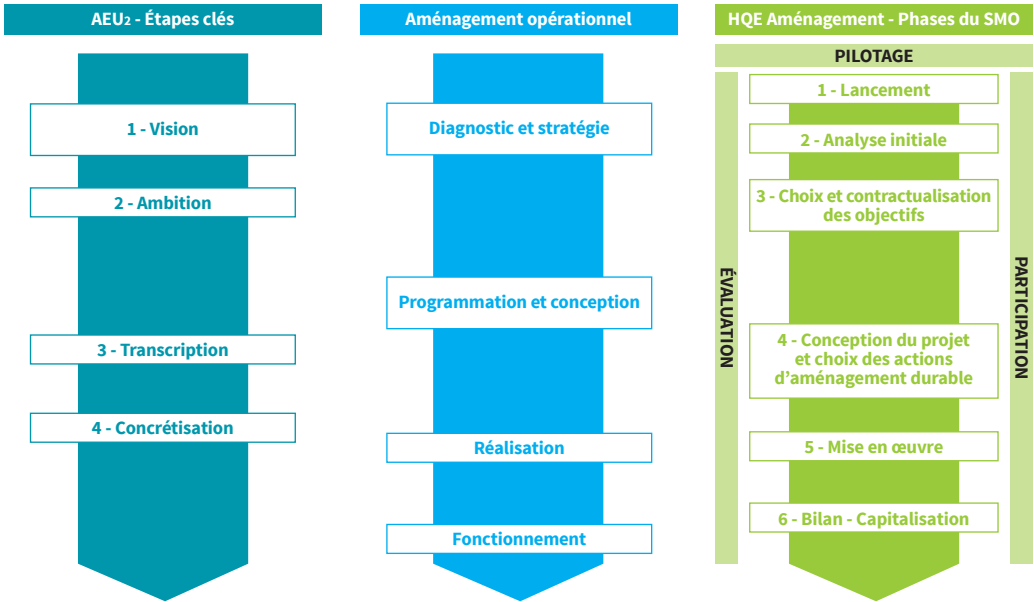 AEU2 - Étapes clés
1 - Vision
2 - Ambition
3 - Transcription
4 - Concrétisation
Aménagement opérationnel
Diagnostic et stratégie
Programmation et conception
Réalisation
Fonctionnement
HQE Aménagement - Phases du SMO
PILOTAGE
ÉVALUATION
1 - Lancement
2 - Analyse initiale
3 - Choix et contractualisation
des objectifs
4 - Conception du projet
et choix des actions
d’aménagement durable
5 - Mise en œuvre
6 - Bilan - Capitalisation
PARTICIPATION